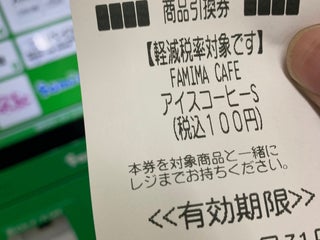 商品引換券
【軽減税率対象です】
FAMIMA CAFE
アイスコーヒーS
(税込100円)
本券を対象商品と一緒に
レジまでお持ちください。
<<有効期限>>